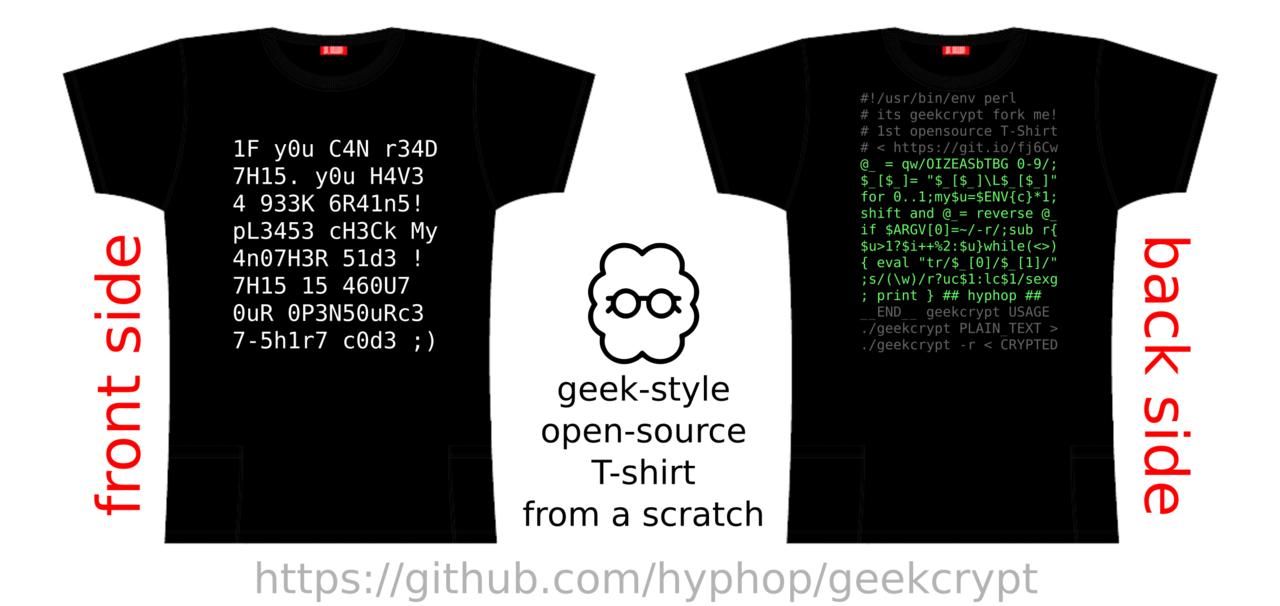 1F y0u C4N r34D
7H15. y0u H4V3
4 933K 6R41n5!
pL3453 cH3Ck My
4n07H3R 51d3 !
7H15 15 460U7
0uR 0P3N50uRc3
7-5h1r7 c0d3 ;)
front side
geek-style
open-source
T-shirt
from a scratch
#!/usr/bin/env perl
# its geekcrypt fork me!
# 1st opensource T-Shirt
# < https://git.io/fj6Cw
@_ = qw/OIZEASbTBG 0-9/;
$_[$_]= "$_[$_]\L$_[$_]"
for 0..1;my$u=$ENV{c}*1;
shift and @_= reverse @_
if $ARGV[0]=~/-r/;sub r{
$u>1?$i++%2:$u}while(<>)
{ eval "tr/$_[0]/$_[1]/"
;s/(\w)/r?uc$1:lc$1/sexg
; print } ## hyphop ##
__END__ geekcrypt USAGE
./geekcrypt PLAIN_TEXT >
./geekcrypt -r < CRYPTED
back side
https://github.com/hyphop/geekcrypt